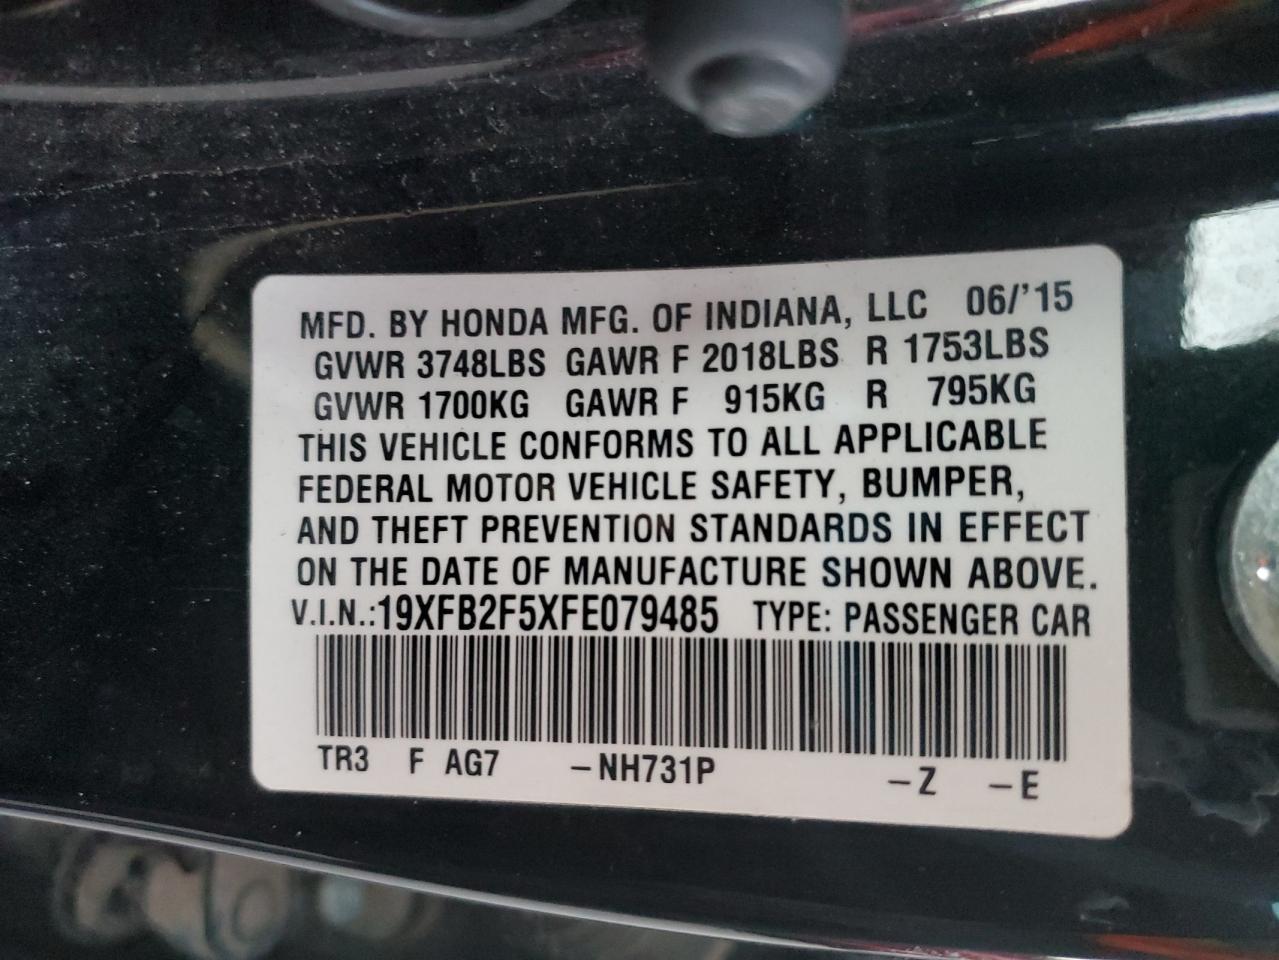 MFD. BY HONDA MFG. OF INDIANA, LLC 06/'15
GVWR 3748LBS GAWR F 2018LBS R 1753LBS
GVWR 1700KG GAWR F 915KG R 795KG
THIS VEHICLE CONFORMS TO ALL APPLICABLE
FEDERAL MOTOR VEHICLE SAFETY, BUMPER,
AND THEFT PREVENTION STANDARDS IN EFFECT
ON THE DATE OF MANUFACTURE SHOWN ABOVE.
V.I.N.:19XFB2F5XFE079485 TYPE: PASSENGER CAR
TR3 F AG7 –NH731P –Z –E